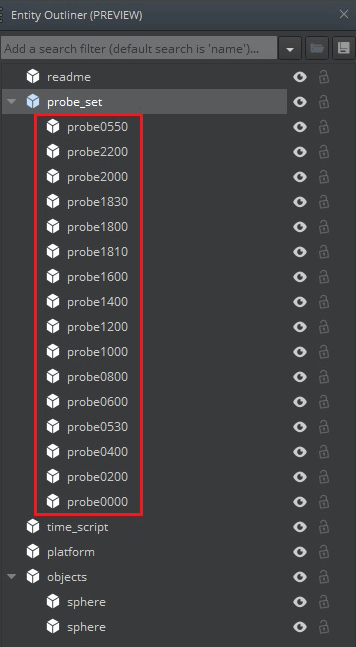 Entity Outliner (PREVIEW)
Add a search filter (default search is 'name')...
readme
probe_set
probe0550
probe2200
probe2000
probe1830
probe1800
probe1810
probe1600
probe1400
probe1200
probe1000
probe0800
probe0600
probe0530
probe0400
probe0200
probe0000
time_script
platform
objects
sphere
sphere